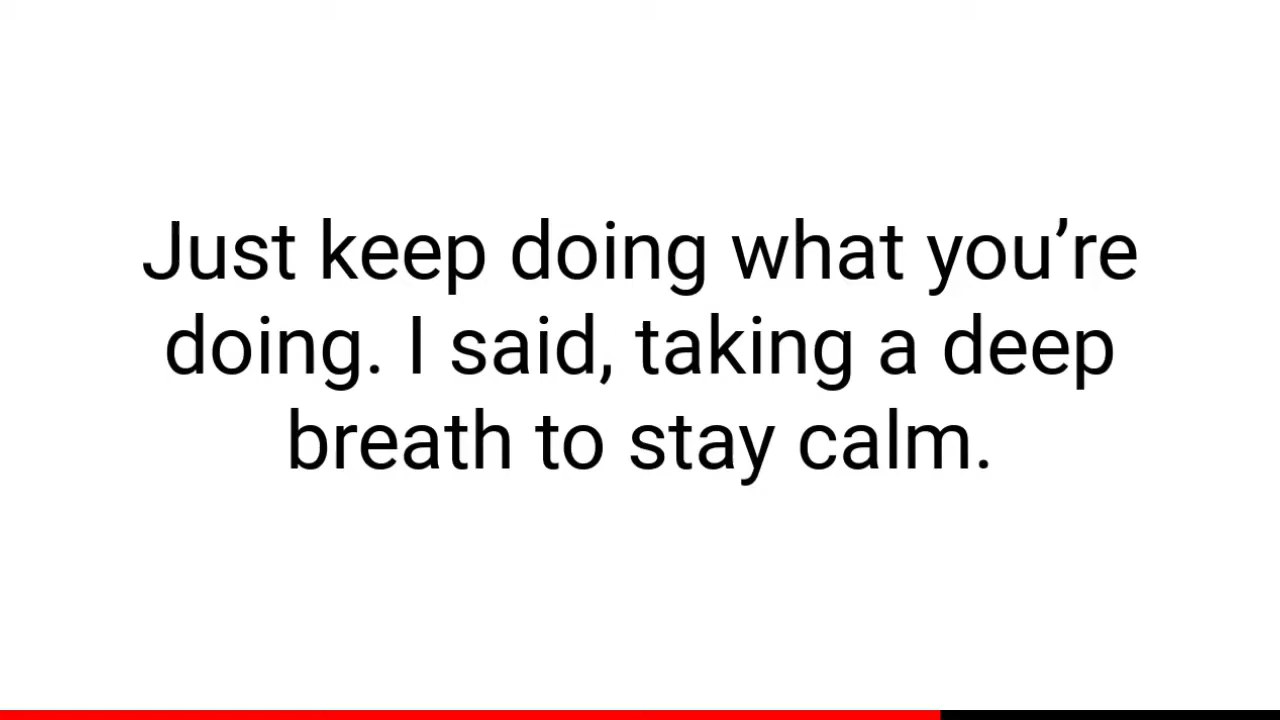 Just keep doing what you’re
doing. I said, taking a deep
breath to stay calm.